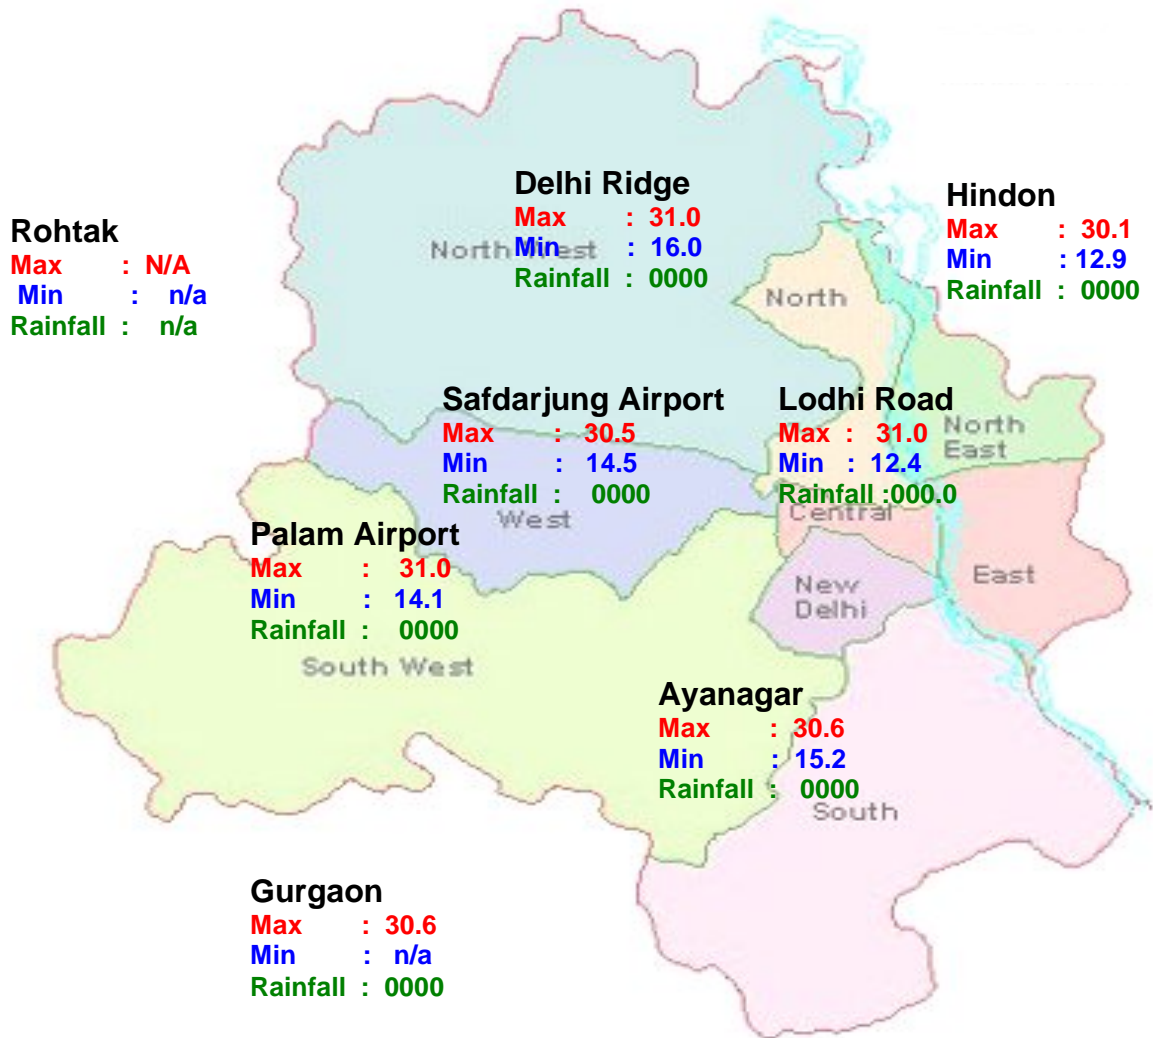 Delhi Ridge
Max : 31.0
Min : 16.0
Rainfall : 0000
North West
Hindon
Max : 30.1
Min : 12.9
Rainfall : 0000
Rohtak
Max : N/A
Min : n/a
Rainfall : n/a
North
Safdarjung Airport
Max : 30.5
Min : 14.5
Rainfall : 0000
West
Lodhi Road
Max : 31.0
Min : 12.4
Rainfall :000.0
North
East
Central
Palam Airport
Max : 31.0
Min : 14.1
Rainfall : 0000
South West
New
Delhi
East
Ayanagar
Max : 30.6
Min : 15.2
Rainfall : 0000
South
Gurgaon
Max : 30.6
Min : n/a
Rainfall : 0000